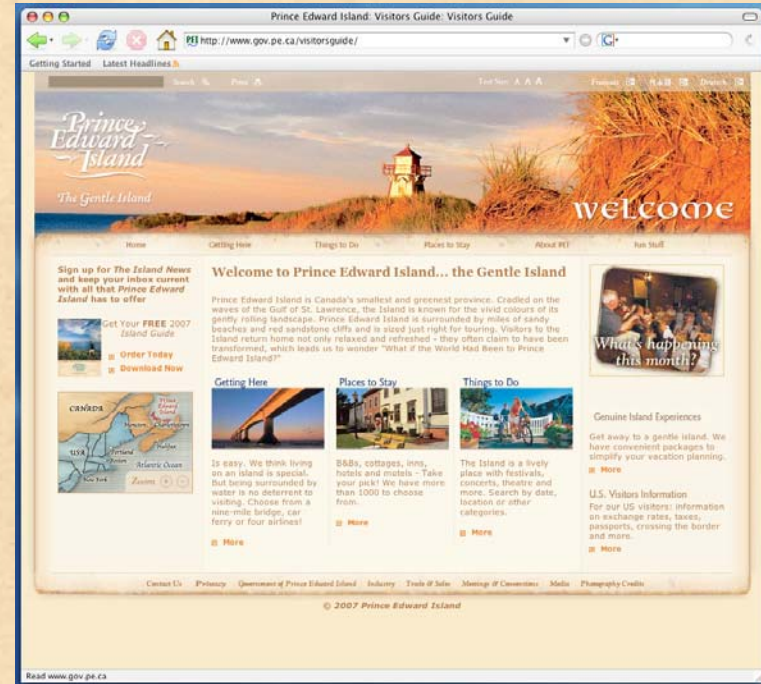 Prince Edward Island: Visitors Guide: Visitors Guide
http://www.gov.pe.ca/visitorsguide/
Getting Started Latest Headlines
Search Press Text Size: A A A Français Deutsch
Prince
Edward
Island
The Gentle Island
welcome
Home Getting Here Things to Do Places to Stay About PEI Fun Stuff
Sign up for The Island News
and keep your inbox current
with all that Prince Edward
Island has to offer
Get Your FREE 2007
Island Guide
Order Today
Download Now
CANADA
Prince
Edward
Island
Moncton
Charlottetown
Halifax
USA
Portland
Boston
Atlantic Ocean
New York
Zoom
Welcome to Prince Edward Island... the Gentle Island
Prince Edward Island is Canada's smallest and greenest province. Cradled on the
waves of the Gulf of St. Lawrence, the Island is known for the vivid colours of its
gently rolling landscape. Prince Edward Island is surrounded by miles of sandy
beaches and red sandstone cliffs and is sized just right for touring. Visitors to the
Island return home not only relaxed and refreshed - they often claim to have been
transformed, which leads us to wonder "What if the World Had Been to Prince
Edward Island?"
Getting Here
Is easy. We think living
on an island is special.
But being surrounded by
water is no deterrent to
visiting. Choose from a
nine-mile bridge, car
ferry or four airlines!
More
Places to Stay
B&Bs, cottages, inns,
hotels and motels - Take
your pick! We have more
than 1000 to choose
from.
More
Things to Do
The Island is a lively
place with festivals,
concerts, theatre and
more. Search by date,
location or other
categories.
More
What's happening
this month?
Genuine Island Experiences
Get away to a gentle island. We
have convenient packages to
simplify your vacation planning.
More
U.S. Visitors Information
For our US visitors: information
on exchange rates, taxes,
passports, crossing the border
and more.
More
Contact Us Privacy Government of Prince Edward Island Industry Trade & Sales Meetings & Conventions Media Photography Credits
© 2007 Prince Edward Island
Read www.gov.pe.ca